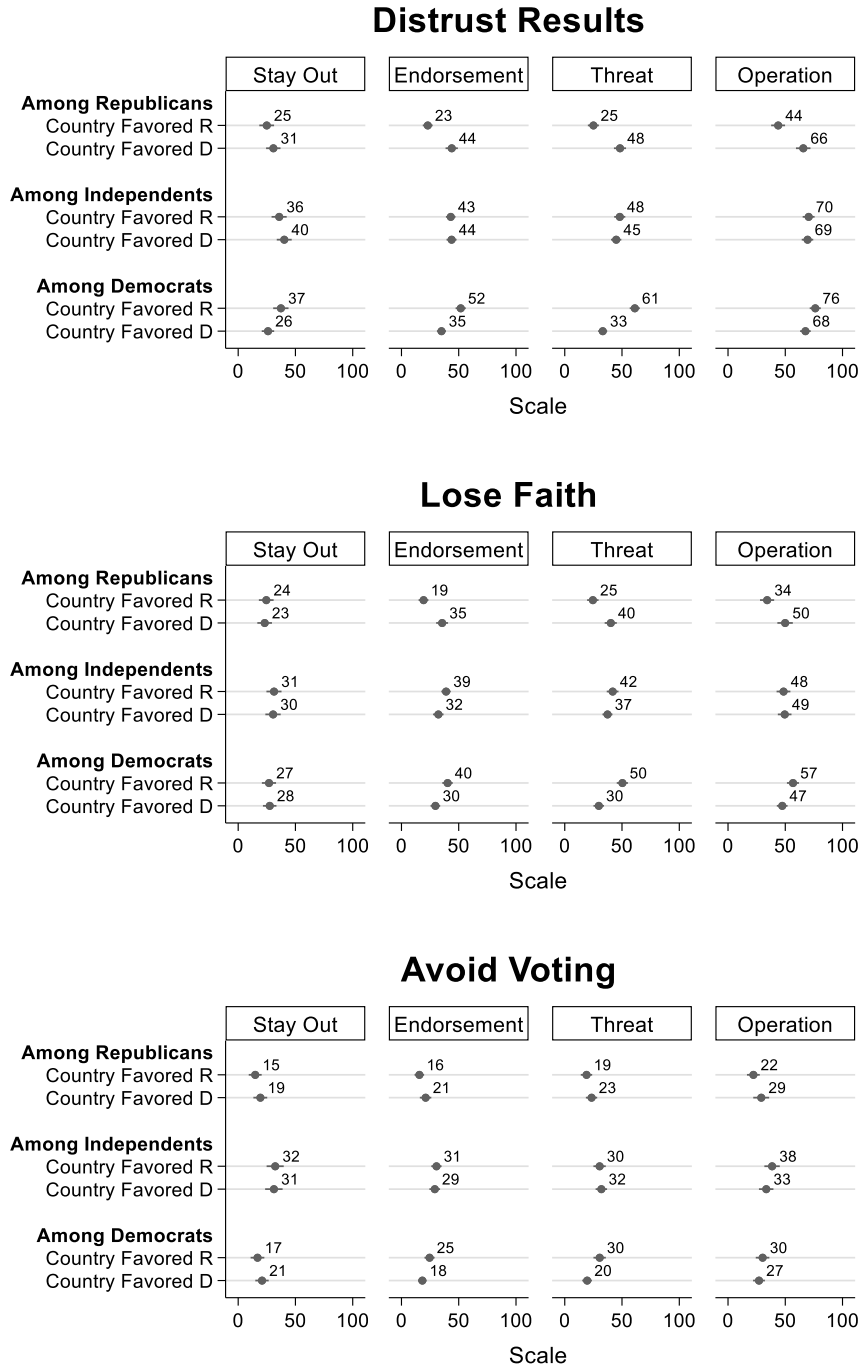 Distrust Results
Stay Out Endorsement Threat Operation
Among Republicans
Country Favored R 25 23 25 44
Country Favored D 31 44 48 66
Among Independents
Country Favored R 36 43 48 70
Country Favored D 40 44 45 69
Among Democrats
Country Favored R 37 52 61 76
Country Favored D 26 35 33 68
0 50 100 0 50 100 0 50 100 0 50 100
Scale
Lose Faith
Stay Out Endorsement Threat Operation
Among Republicans
Country Favored R 24 19 25 34
Country Favored D 23 35 40 50
Among Independents
Country Favored R 31 39 42 48
Country Favored D 30 32 37 49
Among Democrats
Country Favored R 27 40 50 57
Country Favored D 28 30 30 47
0 50 100 0 50 100 0 50 100 0 50 100
Scale
Avoid Voting
Stay Out Endorsement Threat Operation
Among Republicans
Country Favored R 15 16 19 22
Country Favored D 19 21 23 29
Among Independents
Country Favored R 32 31 30 38
Country Favored D 31 29 32 33
Among Democrats
Country Favored R 17 25 30 30
Country Favored D 21 18 20 27
0 50 100 0 50 100 0 50 100 0 50 100
Scale